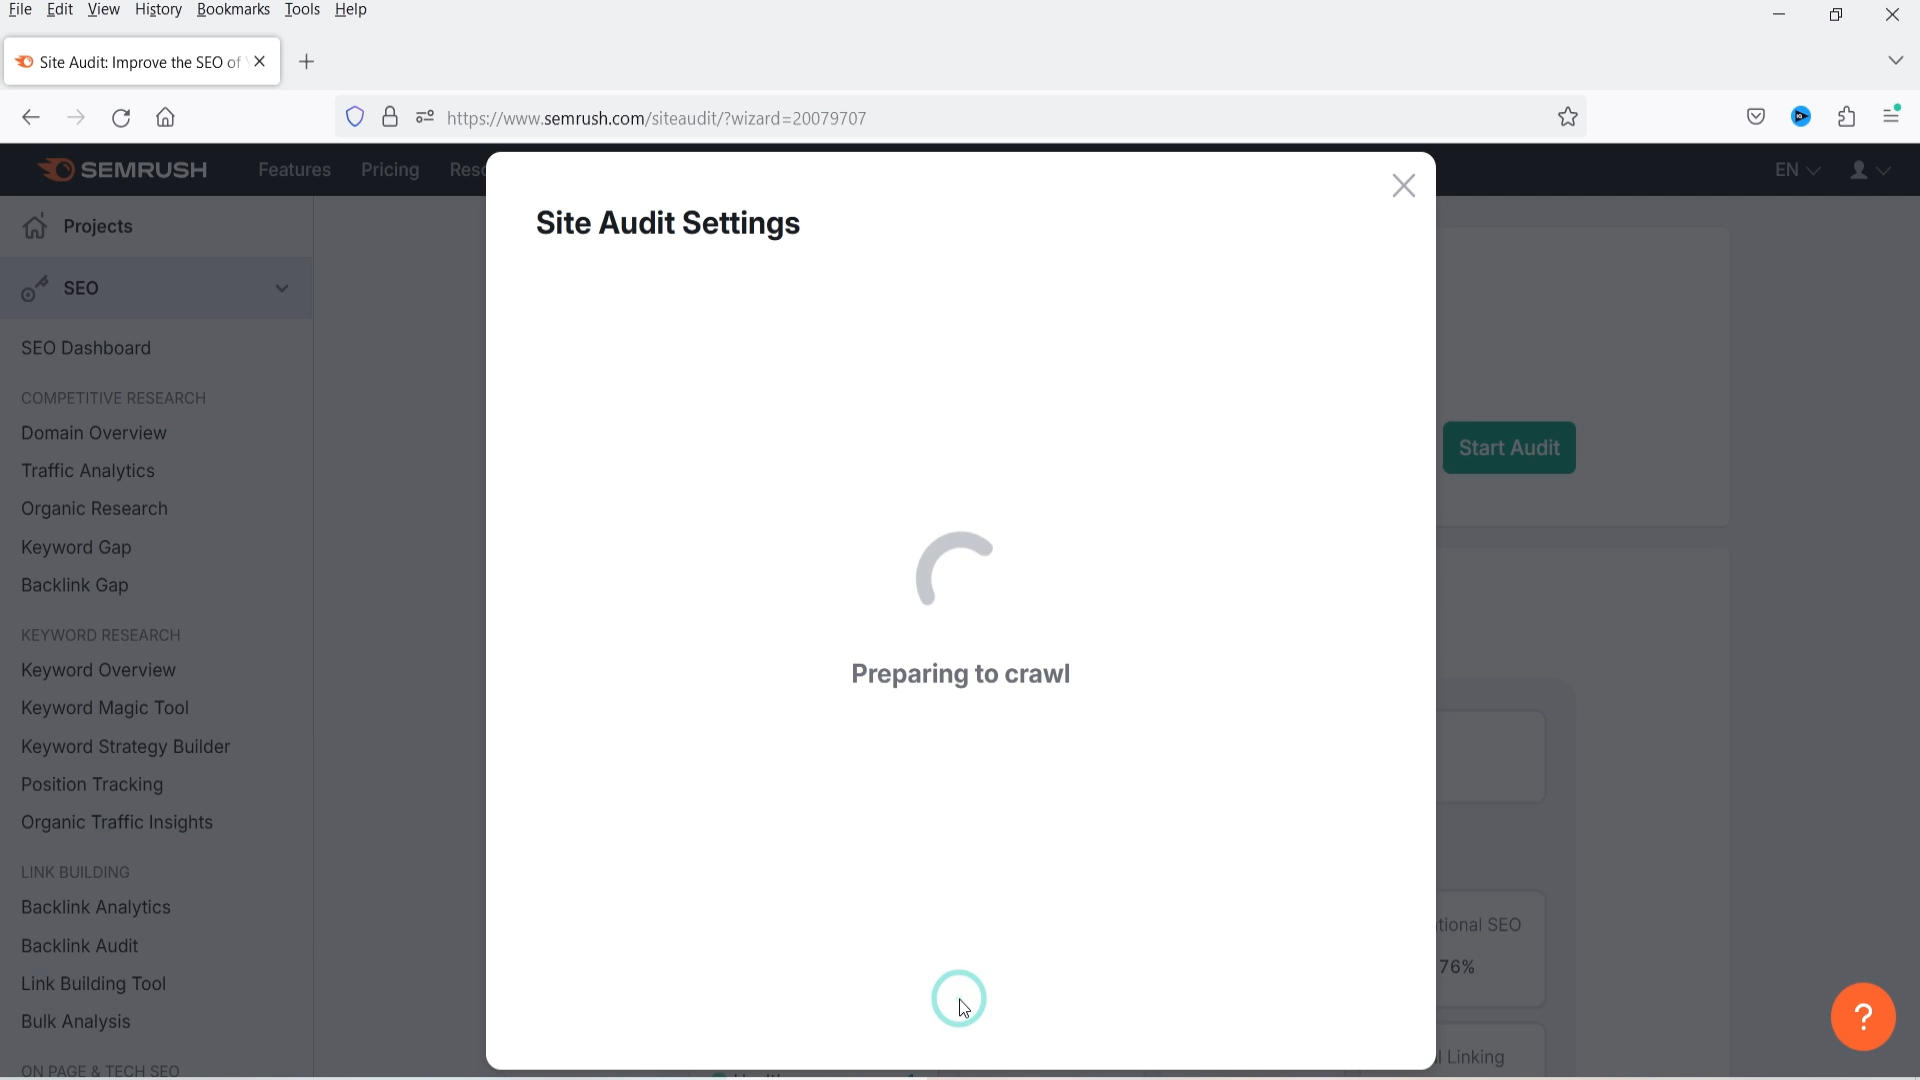 File Edit View History Bookmarks Tools Help
Site Audit: Improve the SEO of
https://www.semrush.com/siteaudit/?wizard=20079707
SEMRUSH Features Pricing EN
Projects
SEO
SEO Dashboard
COMPETITIVE RESEARCH
Domain Overview
Traffic Analytics
Organic Research
Keyword Gap
Backlink Gap
KEYWORD RESEARCH
Keyword Overview
Keyword Magic Tool
Keyword Strategy Builder
Position Tracking
Organic Traffic Insights
LINK BUILDING
Backlink Analytics
Backlink Audit
Link Building Tool
Bulk Analysis
ON PAGE & TECH SEO
Site Audit Settings
Preparing to crawl
Start Audit
SEO
76%
Linking
?